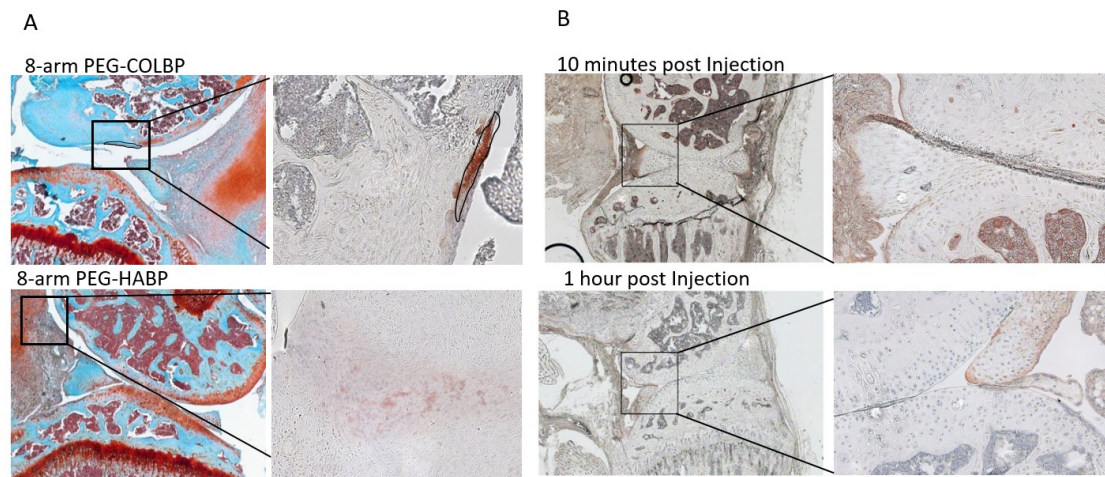 A
B
8-arm PEG-COLBP
10 minutes post Injection
8-arm PEG-HABP
1 hour post Injection